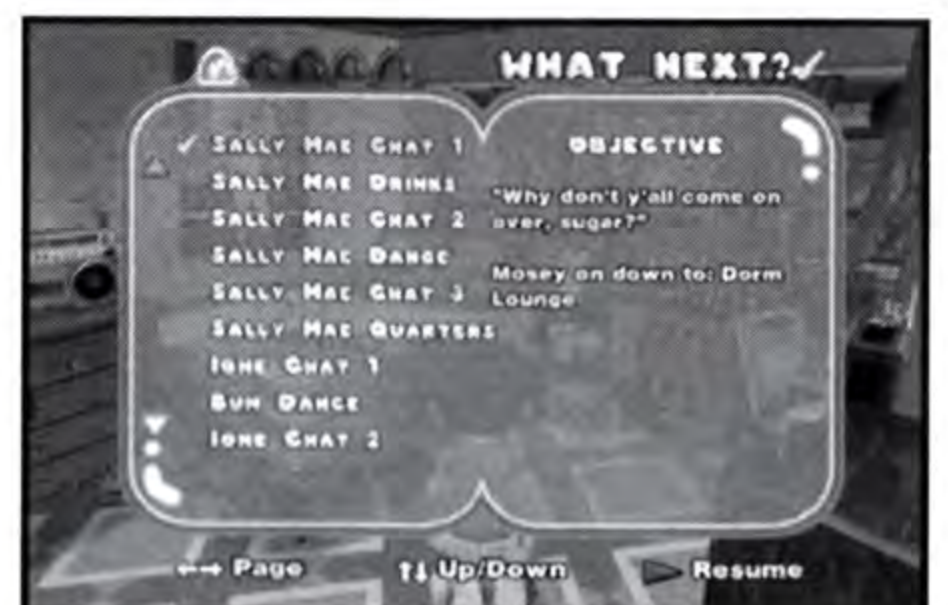 WHAT NEXT?
SALLY MAE CHAT 1
SALLY MAE DRINKS
SALLY MAE CHAT 2
SALLY MAE DANCE
SALLY MAE CHAT 3
SALLY MAE QUARTERS
IONE CHAT 1
BUM DANCE
IONE CHAT 2
OBJECTIVE
"Why don't y'all come on
over, sugar?"
Mosey on down to: Dorm
Lounge
←→ Page
↑↓ Up/Down
Resume